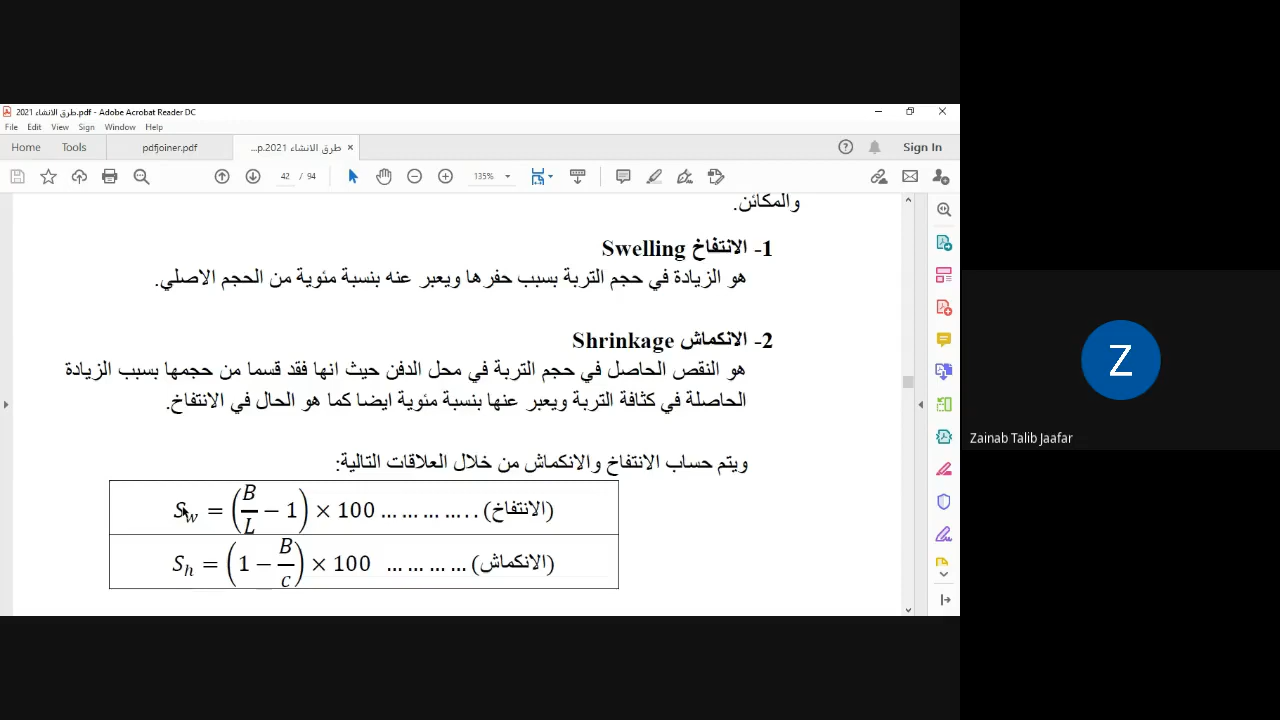 طرق الانشاء 2021.pdf - Adobe Acrobat Reader DC
File Edit View Sign Window Help
Home Tools pdfjoiner.pdf طرق الانشاء 2021.p... × Sign In
42 / 94 135%
والمكائن.
1- الانتفاخ Swelling
هو الزيادة في حجم التربة بسبب حفرها ويعبر عنه بنسبة مئوية من الحجم الاصلي.
2- الانكماش Shrinkage
هو النقص الحاصل في حجم التربة في محل الدفن حيث انها فقد قسما من حجمها بسبب الزيادة
الحاصلة في كثافة التربة ويعبر عنها بنسبة مئوية ايضا كما هو الحال في الانتفاخ.
ويتم حساب الانتفاخ والانكماش من خلال العلاقات التالية:
S_w = (B/L − 1) × 100 ... ... ... ... . . (الانتفاخ)
S_h = (1 − B/c) × 100 ... ... ... ... (الانكماش)
Z
Zainab Talib Jaafar